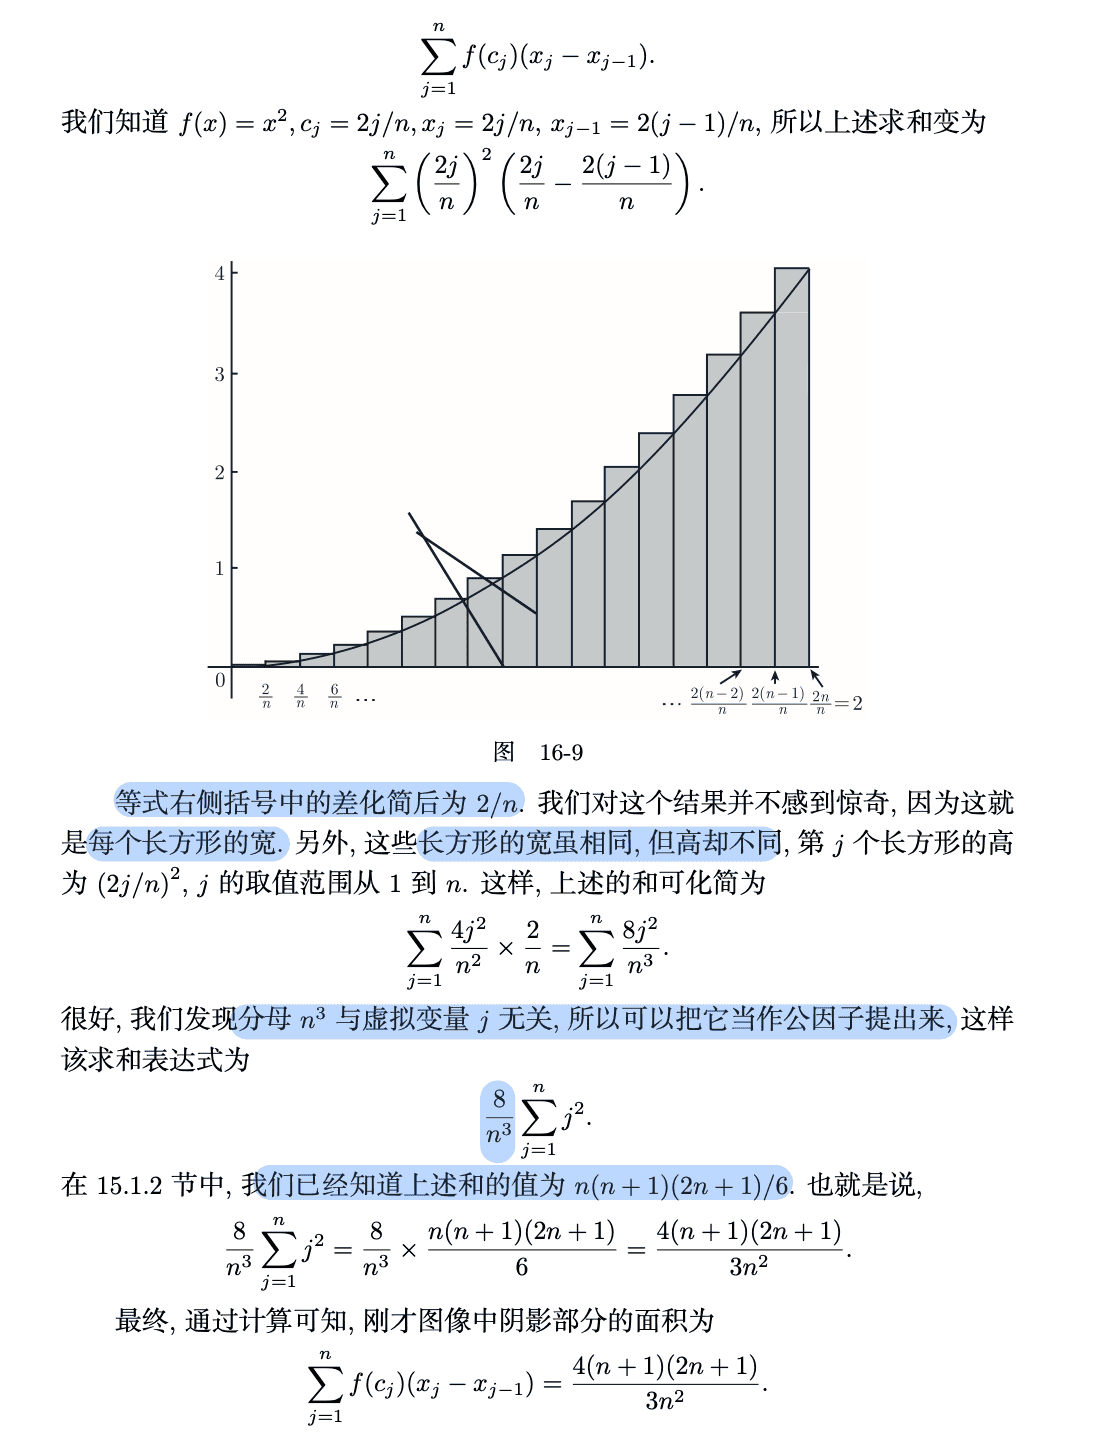 \sum_{j=1}^{n} f(c_j)(x_j - x_{j-1}).
我们知道 f(x) = x^2, c_j = 2j/n, x_j = 2j/n, x_{j-1} = 2(j-1)/n, 所以上述求和变为
\sum_{j=1}^{n} \left(\frac{2j}{n}\right)^2 \left(\frac{2j}{n} - \frac{2(j-1)}{n}\right).
4
3
2
1
0
\frac{2}{n} \frac{4}{n} \frac{6}{n} … … \frac{2(n-2)}{n} \frac{2(n-1)}{n} \frac{2n}{n} = 2
图 16-9
等式右侧括号中的差化简后为 2/n. 我们对这个结果并不感到惊奇, 因为这就
是每个长方形的宽. 另外, 这些长方形的宽虽相同, 但高却不同, 第 j 个长方形的高
为 (2j/n)^2, j 的取值范围从 1 到 n. 这样, 上述的和可化简为
\sum_{j=1}^{n} \frac{4j^2}{n^2} × \frac{2}{n} = \sum_{j=1}^{n} \frac{8j^2}{n^3}.
很好, 我们发现分母 n^3 与虚拟变量 j 无关, 所以可以把它当作公因子提出来, 这样
该求和表达式为
\frac{8}{n^3} \sum_{j=1}^{n} j^2.
在 15.1.2 节中, 我们已经知道上述和的值为 n(n+1)(2n+1)/6. 也就是说,
\frac{8}{n^3} \sum_{j=1}^{n} j^2 = \frac{8}{n^3} × \frac{n(n+1)(2n+1)}{6} = \frac{4(n+1)(2n+1)}{3n^2}.
最终, 通过计算可知, 刚才图像中阴影部分的面积为
\sum_{j=1}^{n} f(c_j)(x_j - x_{j-1}) = \frac{4(n+1)(2n+1)}{3n^2}.